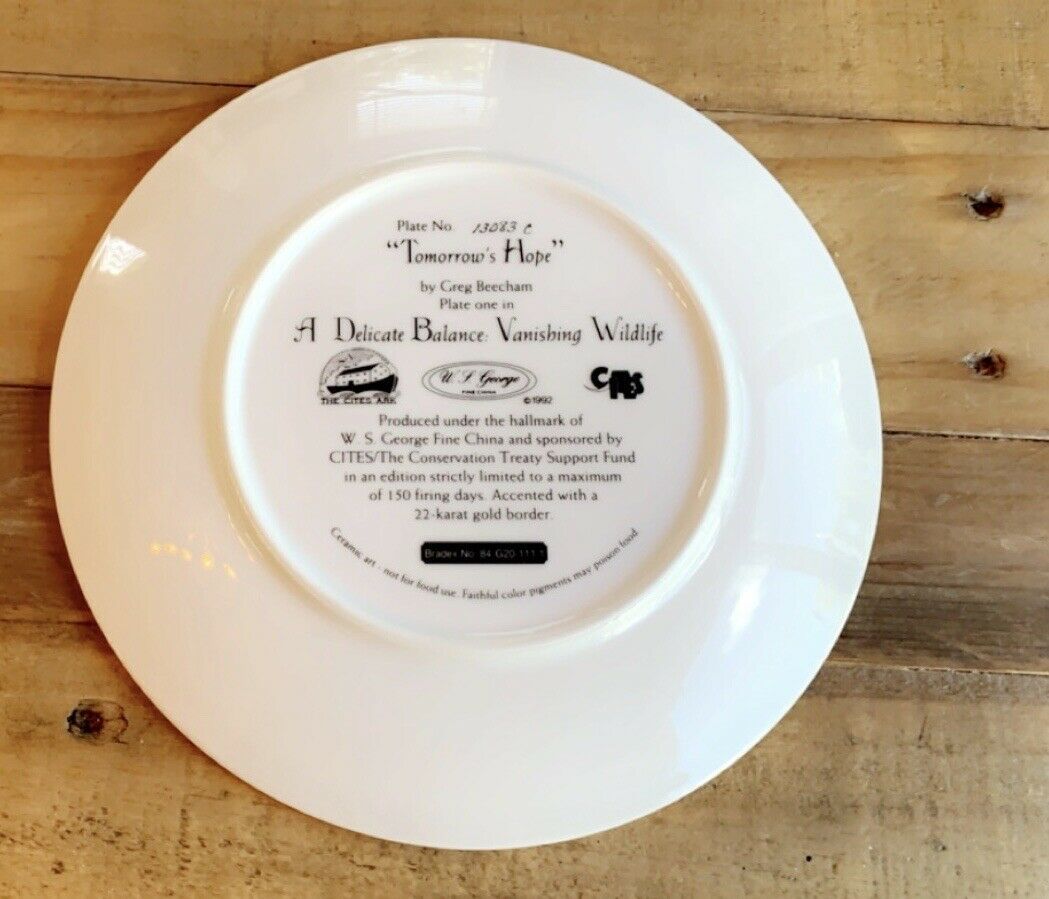 Plate No. 13083 C
"Tomorrow's Hope"
by Greg Beecham
Plate one in
A Delicate Balance: Vanishing Wildlife
THE CITES ARK
W. S. George
FINE CHINA
©1992
CITES
Produced under the hallmark of
W. S. George Fine China and sponsored by
CITES/The Conservation Treaty Support Fund
in an edition strictly limited to a maximum
of 150 firing days. Accented with a
22-karat gold border.
Bradex No. 84-G20-111.1
Ceramic art - not for food use. Faithful color pigments may poison food